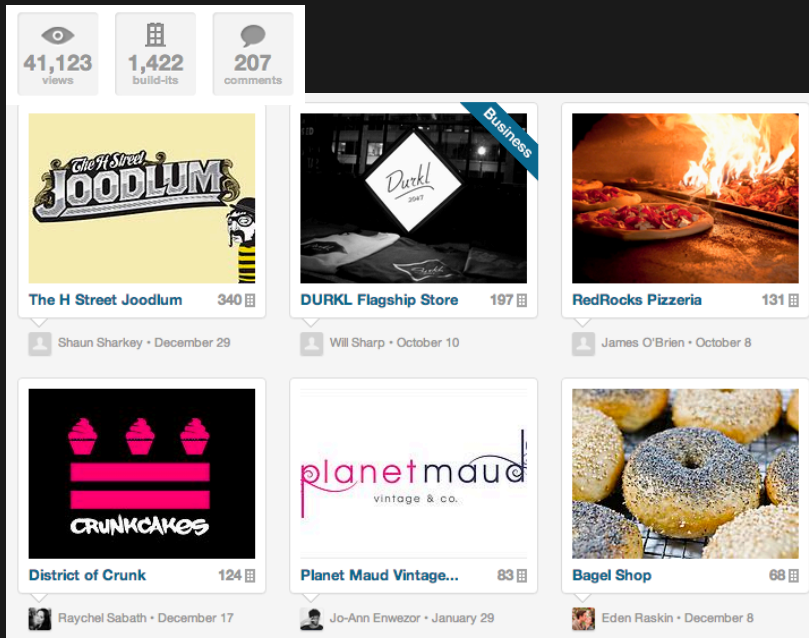 41,123
views
1,422
build-its
207
comments
The H Street
JOODLUM
Business
Durkl
2047
The H Street Joodlum 340
DURKL Flagship Store 197
RedRocks Pizzeria 131
Shaun Sharkey • December 29
Will Sharp • October 10
James O'Brien • October 8
CRUNKCAKES
planetmaud
vintage & co.
District of Crunk 124
Planet Maud Vintage... 83
Bagel Shop 68
Raychel Sabath • December 17
Jo-Ann Enwezor • January 29
Eden Raskin • December 8